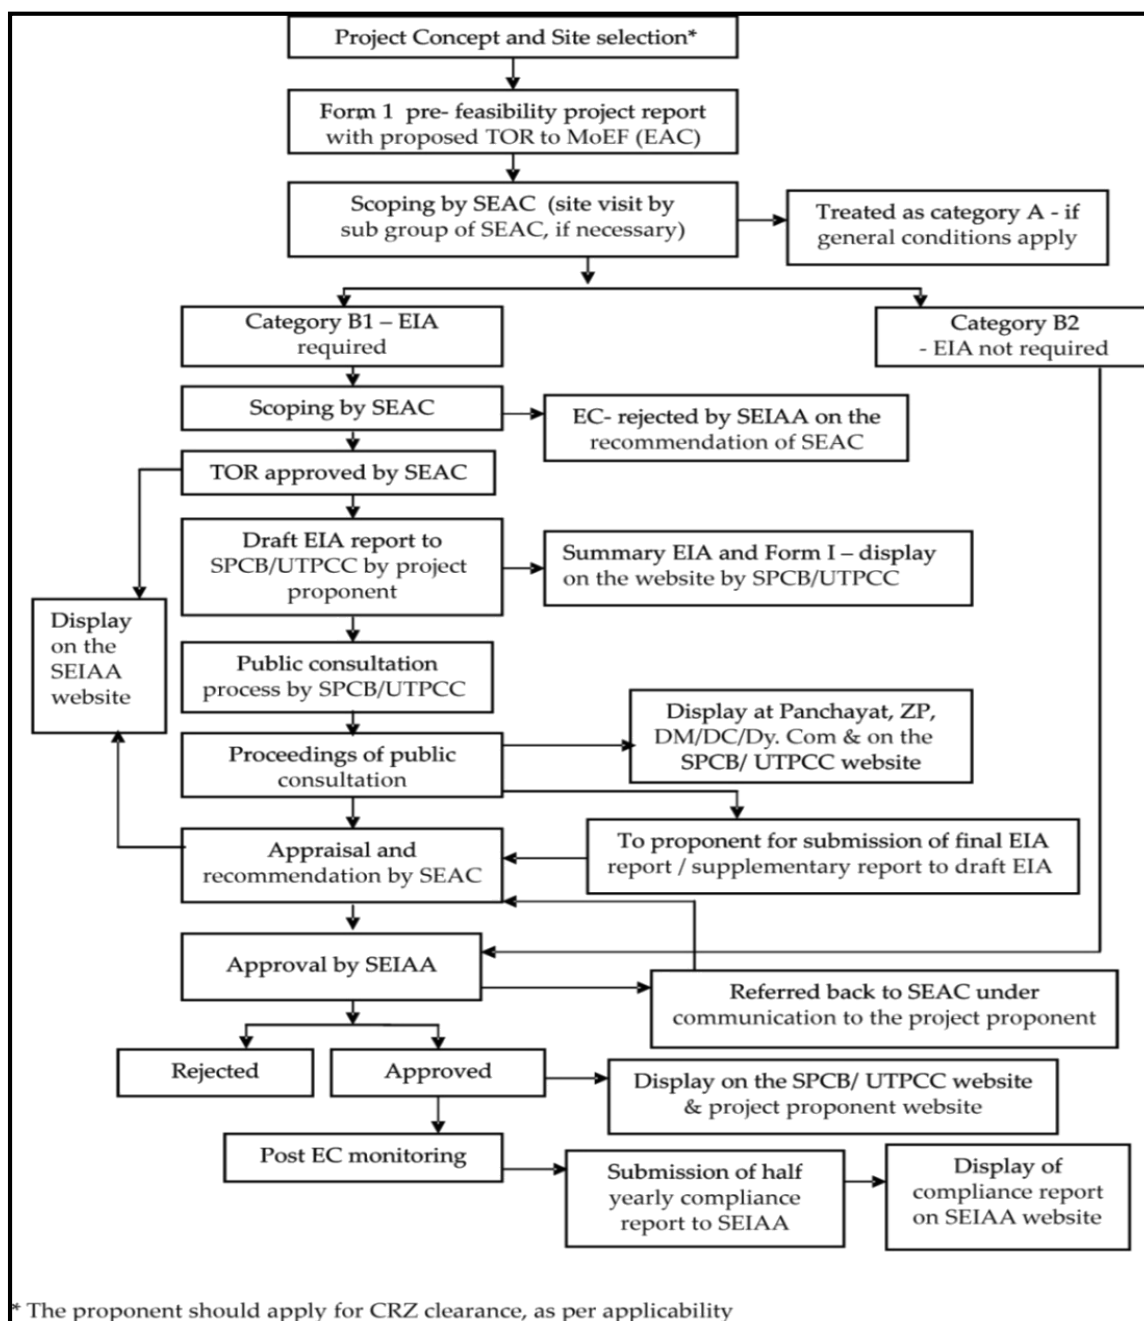 Project Concept and Site selection*
Form 1 pre- feasibility project report
with proposed TOR to MoEF (EAC)
Scoping by SEAC (site visit by
sub group of SEAC, if necessary)
Treated as category A - if
general conditions apply
Category B1 – EIA
required
Category B2
- EIA not required
Scoping by SEAC
EC- rejected by SEIAA on the
recommendation of SEAC
TOR approved by SEAC
Draft EIA report to
SPCB/UTPCC by project
proponent
Summary EIA and Form I – display
on the website by SPCB/UTPCC
Display
on the
SEIAA
website
Public consultation
process by SPCB/UTPCC
Proceedings of public
consultation
Display at Panchayat, ZP,
DM/DC/Dy. Com & on the
SPCB/ UTPCC website
Appraisal and
recommendation by SEAC
To proponent for submission of final EIA
report / supplementary report to draft EIA
Approval by SEIAA
Referred back to SEAC under
communication to the project proponent
Rejected
Approved
Display on the SPCB/ UTPCC website
& project proponent website
Post EC monitoring
Submission of half
yearly compliance
report to SEIAA
Display of
compliance report
on SEIAA website
* The proponent should apply for CRZ clearance, as per applicability